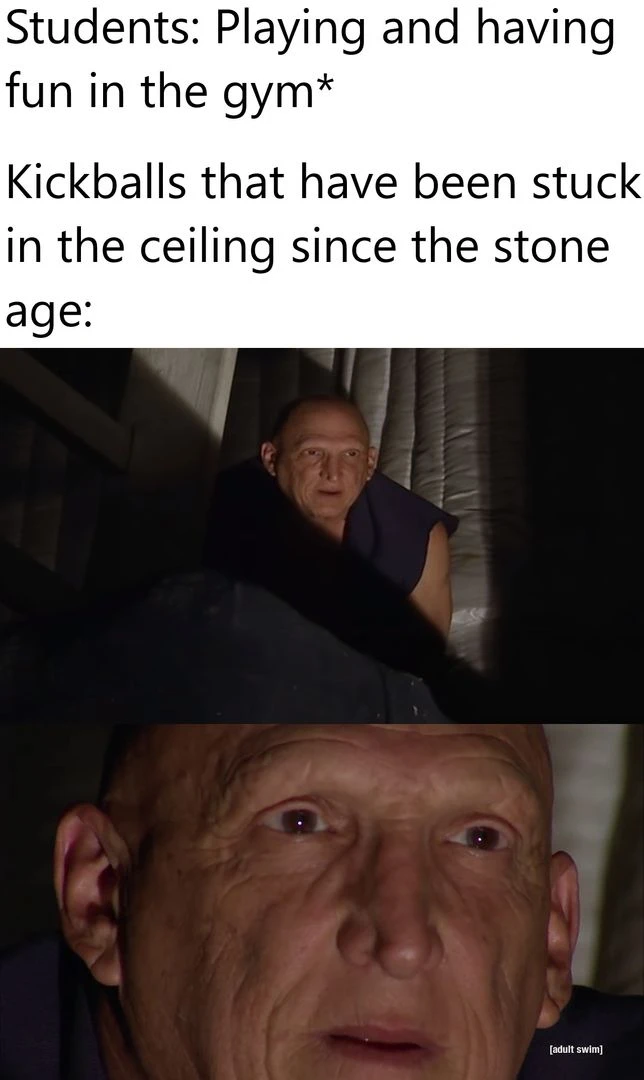 Students: Playing and having
fun in the gym*
Kickballs that have been stuck
in the ceiling since the stone
age:
[adult swim]